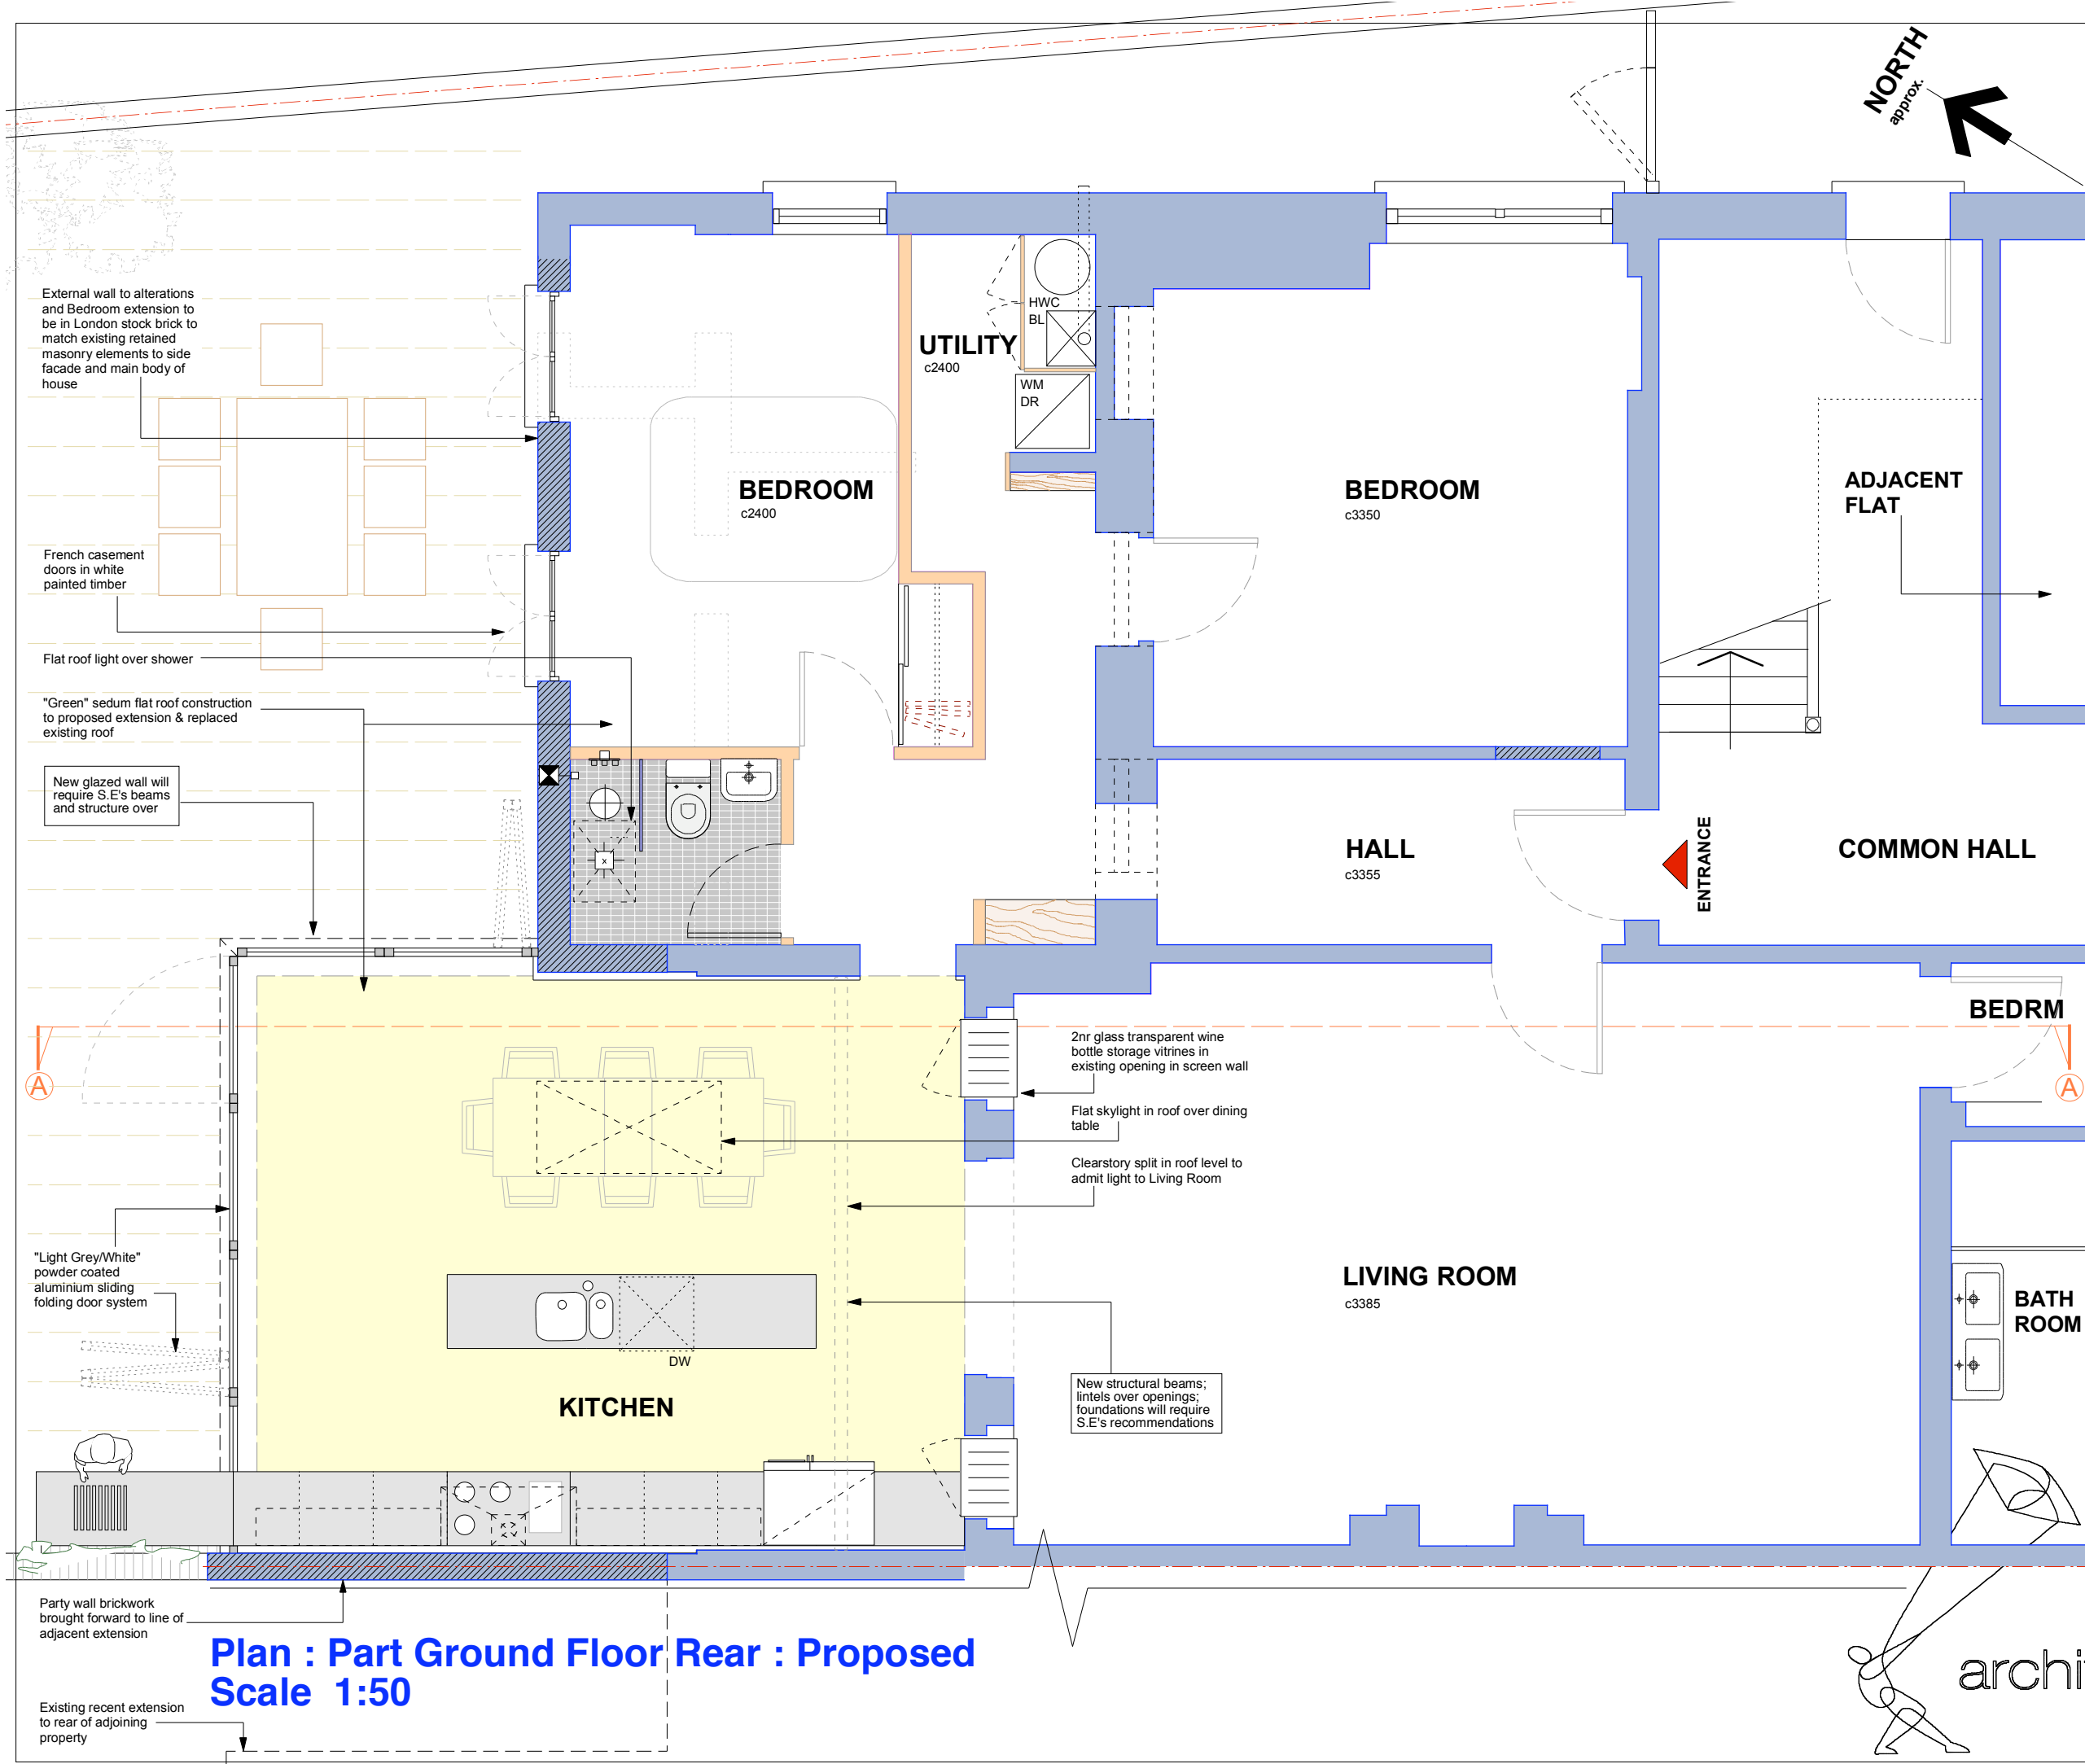 NORTH
approx.
External wall to alterations
and Bedroom extension to
be in London stock brick to
match existing retained
masonry elements to side
facade and main body of
house
HWC
BL
UTILITY
c2400
WM
DR
BEDROOM
c2400
BEDROOM
c3350
ADJACENT
FLAT
French casement
doors in white
painted timber
Flat roof light over shower
"Green" sedum flat roof construction
to proposed extension & replaced
existing roof
New glazed wall will
require S.E's beams
and structure over
x
HALL
c3355
ENTRANCE
COMMON HALL
BEDRM
A
A
2nr glass transparent wine
bottle storage vitrines in
existing opening in screen wall
Flat skylight in roof over dining
table
Clearstory split in roof level to
admit light to Living Room
"Light Grey/White"
powder coated
aluminium sliding
folding door system
LIVING ROOM
c3385
BATH
ROOM
DW
KITCHEN
New structural beams;
lintels over openings;
foundations will require
S.E's recommendations
Party wall brickwork
brought forward to line of
adjacent extension
Plan : Part Ground Floor Rear : Proposed
Scale 1:50
Existing recent extension
to rear of adjoining
property
archi